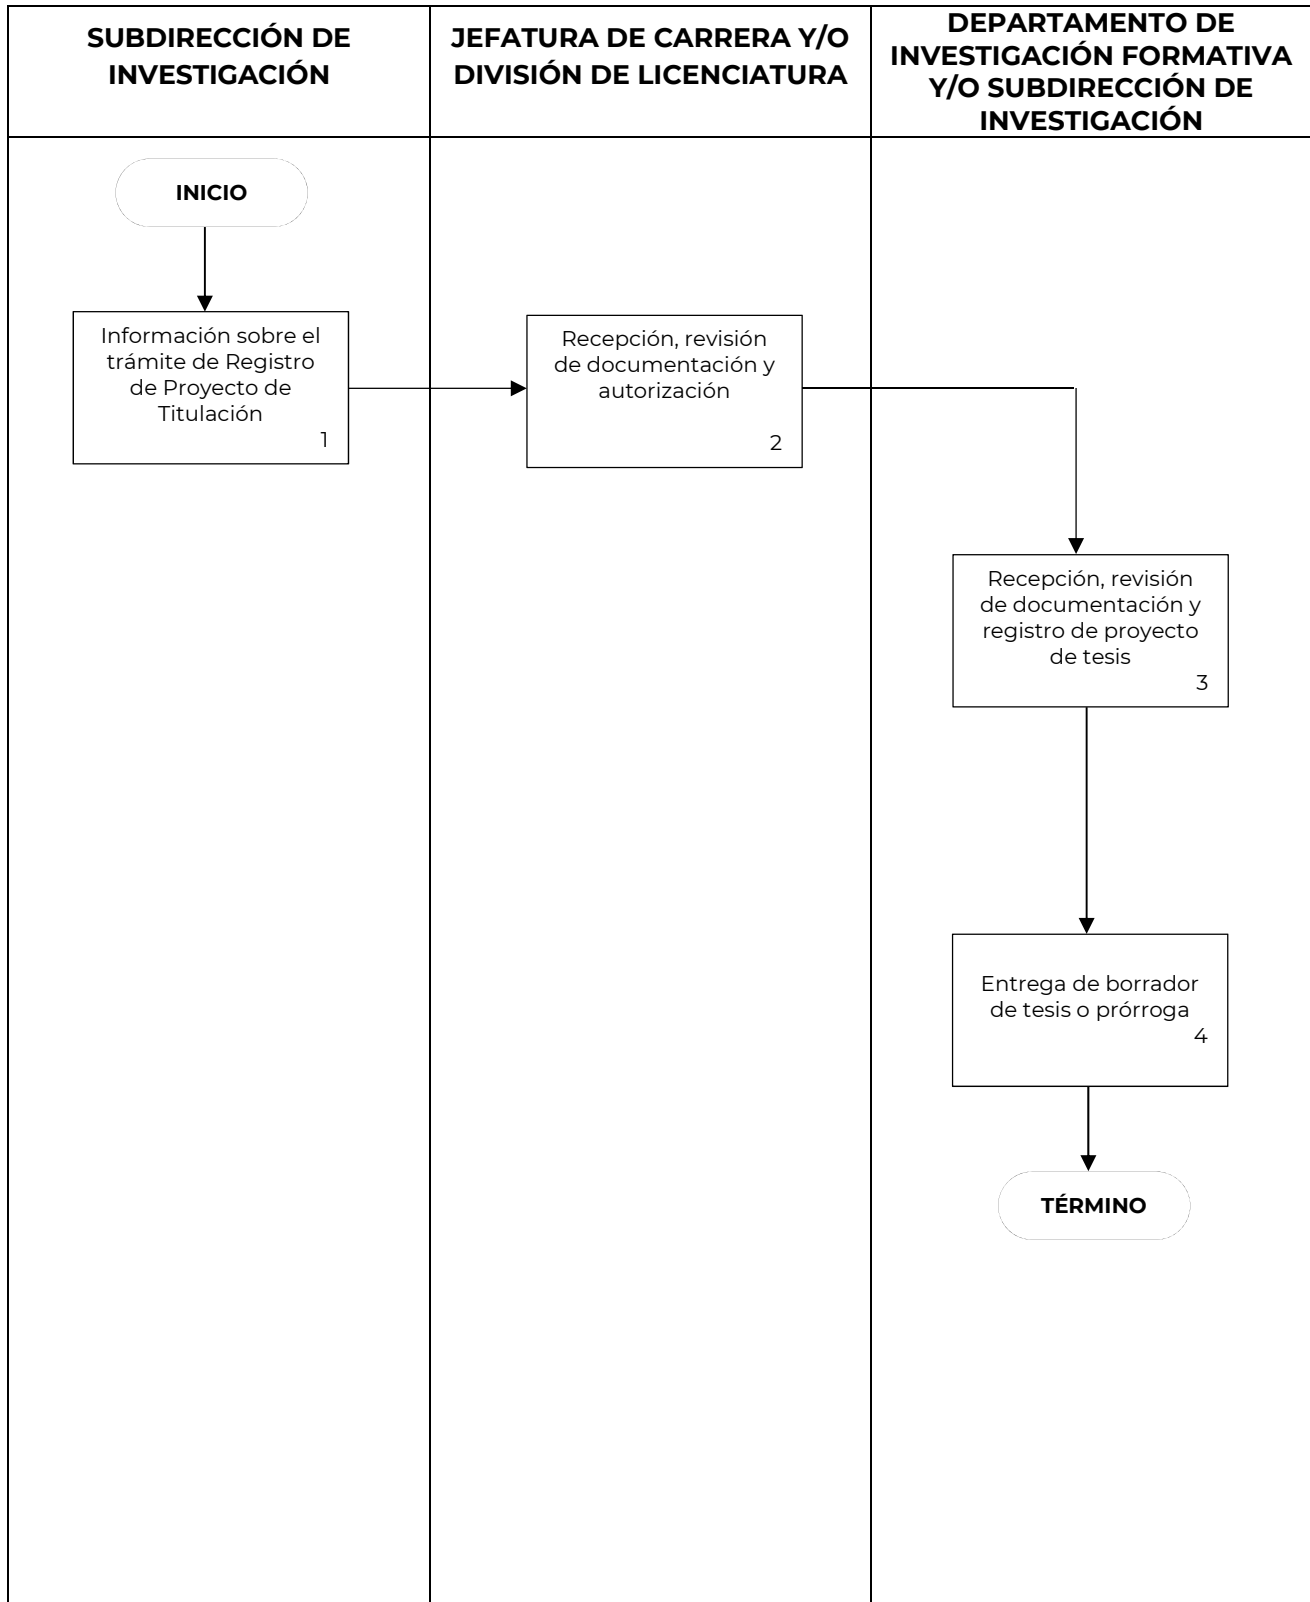 SUBDIRECCIÓN DE
INVESTIGACIÓN
JEFATURA DE CARRERA Y/O
DIVISIÓN DE LICENCIATURA
DEPARTAMENTO DE
INVESTIGACIÓN FORMATIVA
Y/O SUBDIRECCIÓN DE
INVESTIGACIÓN
INICIO
Información sobre el
trámite de Registro
de Proyecto de
Titulación
1
Recepción, revisión
de documentación y
autorización
2
Recepción, revisión
de documentación y
registro de proyecto
de tesis
3
Entrega de borrador
de tesis o prórroga
4
TÉRMINO